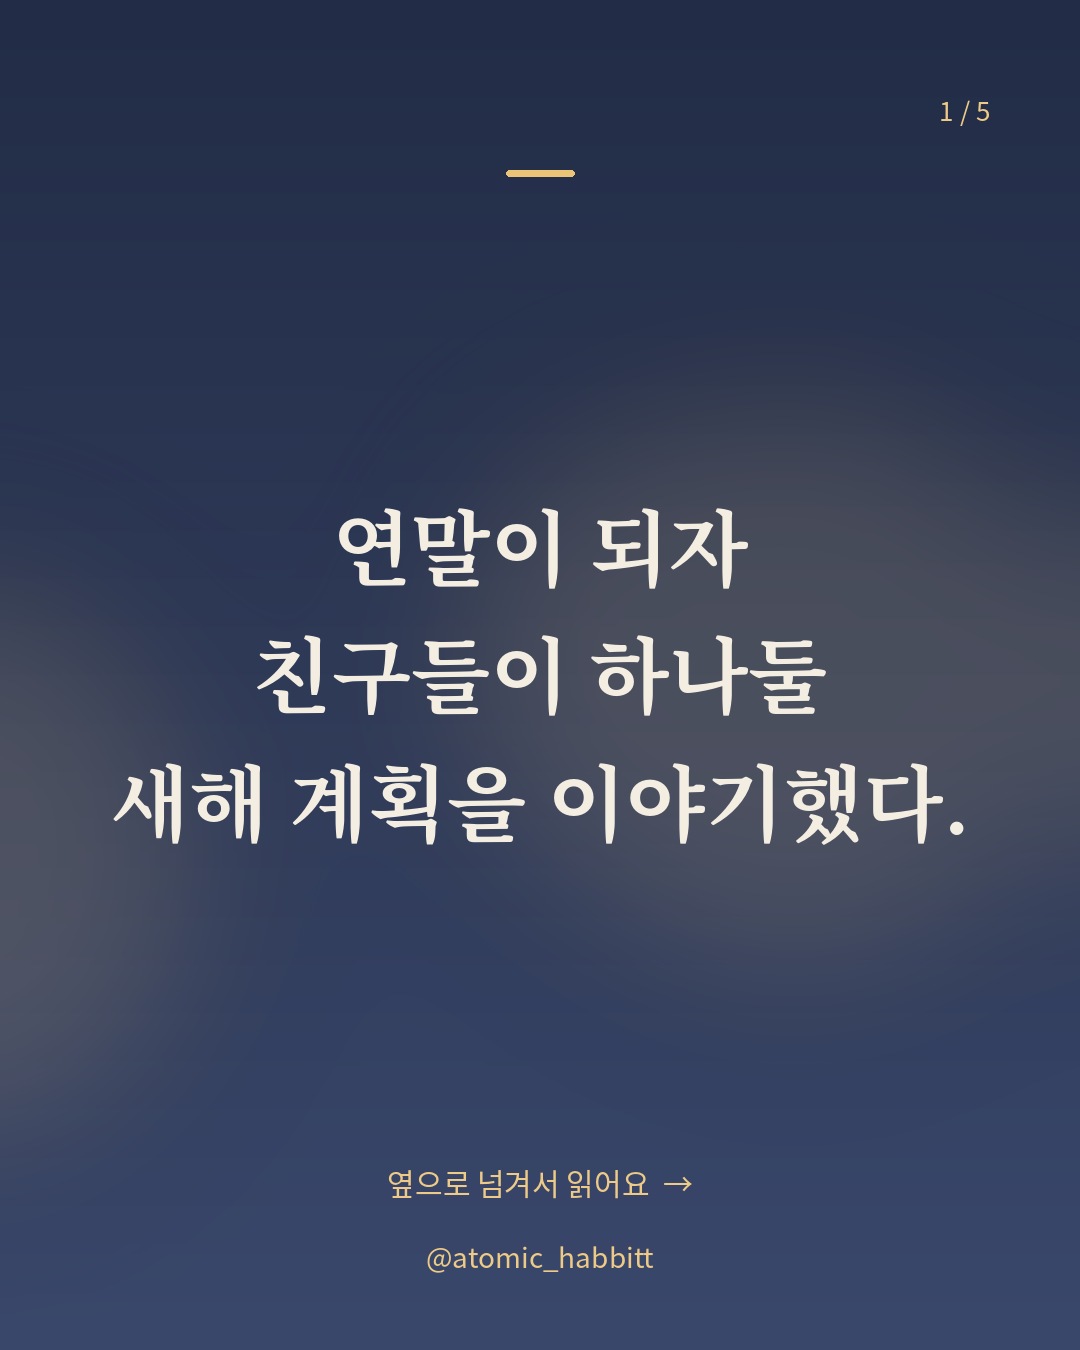 1 / 5
연말이 되자
친구들이 하나둘
새해 계획을 이야기했다.
옆으로 넘겨서 읽어요 →
@atomic_habbitt